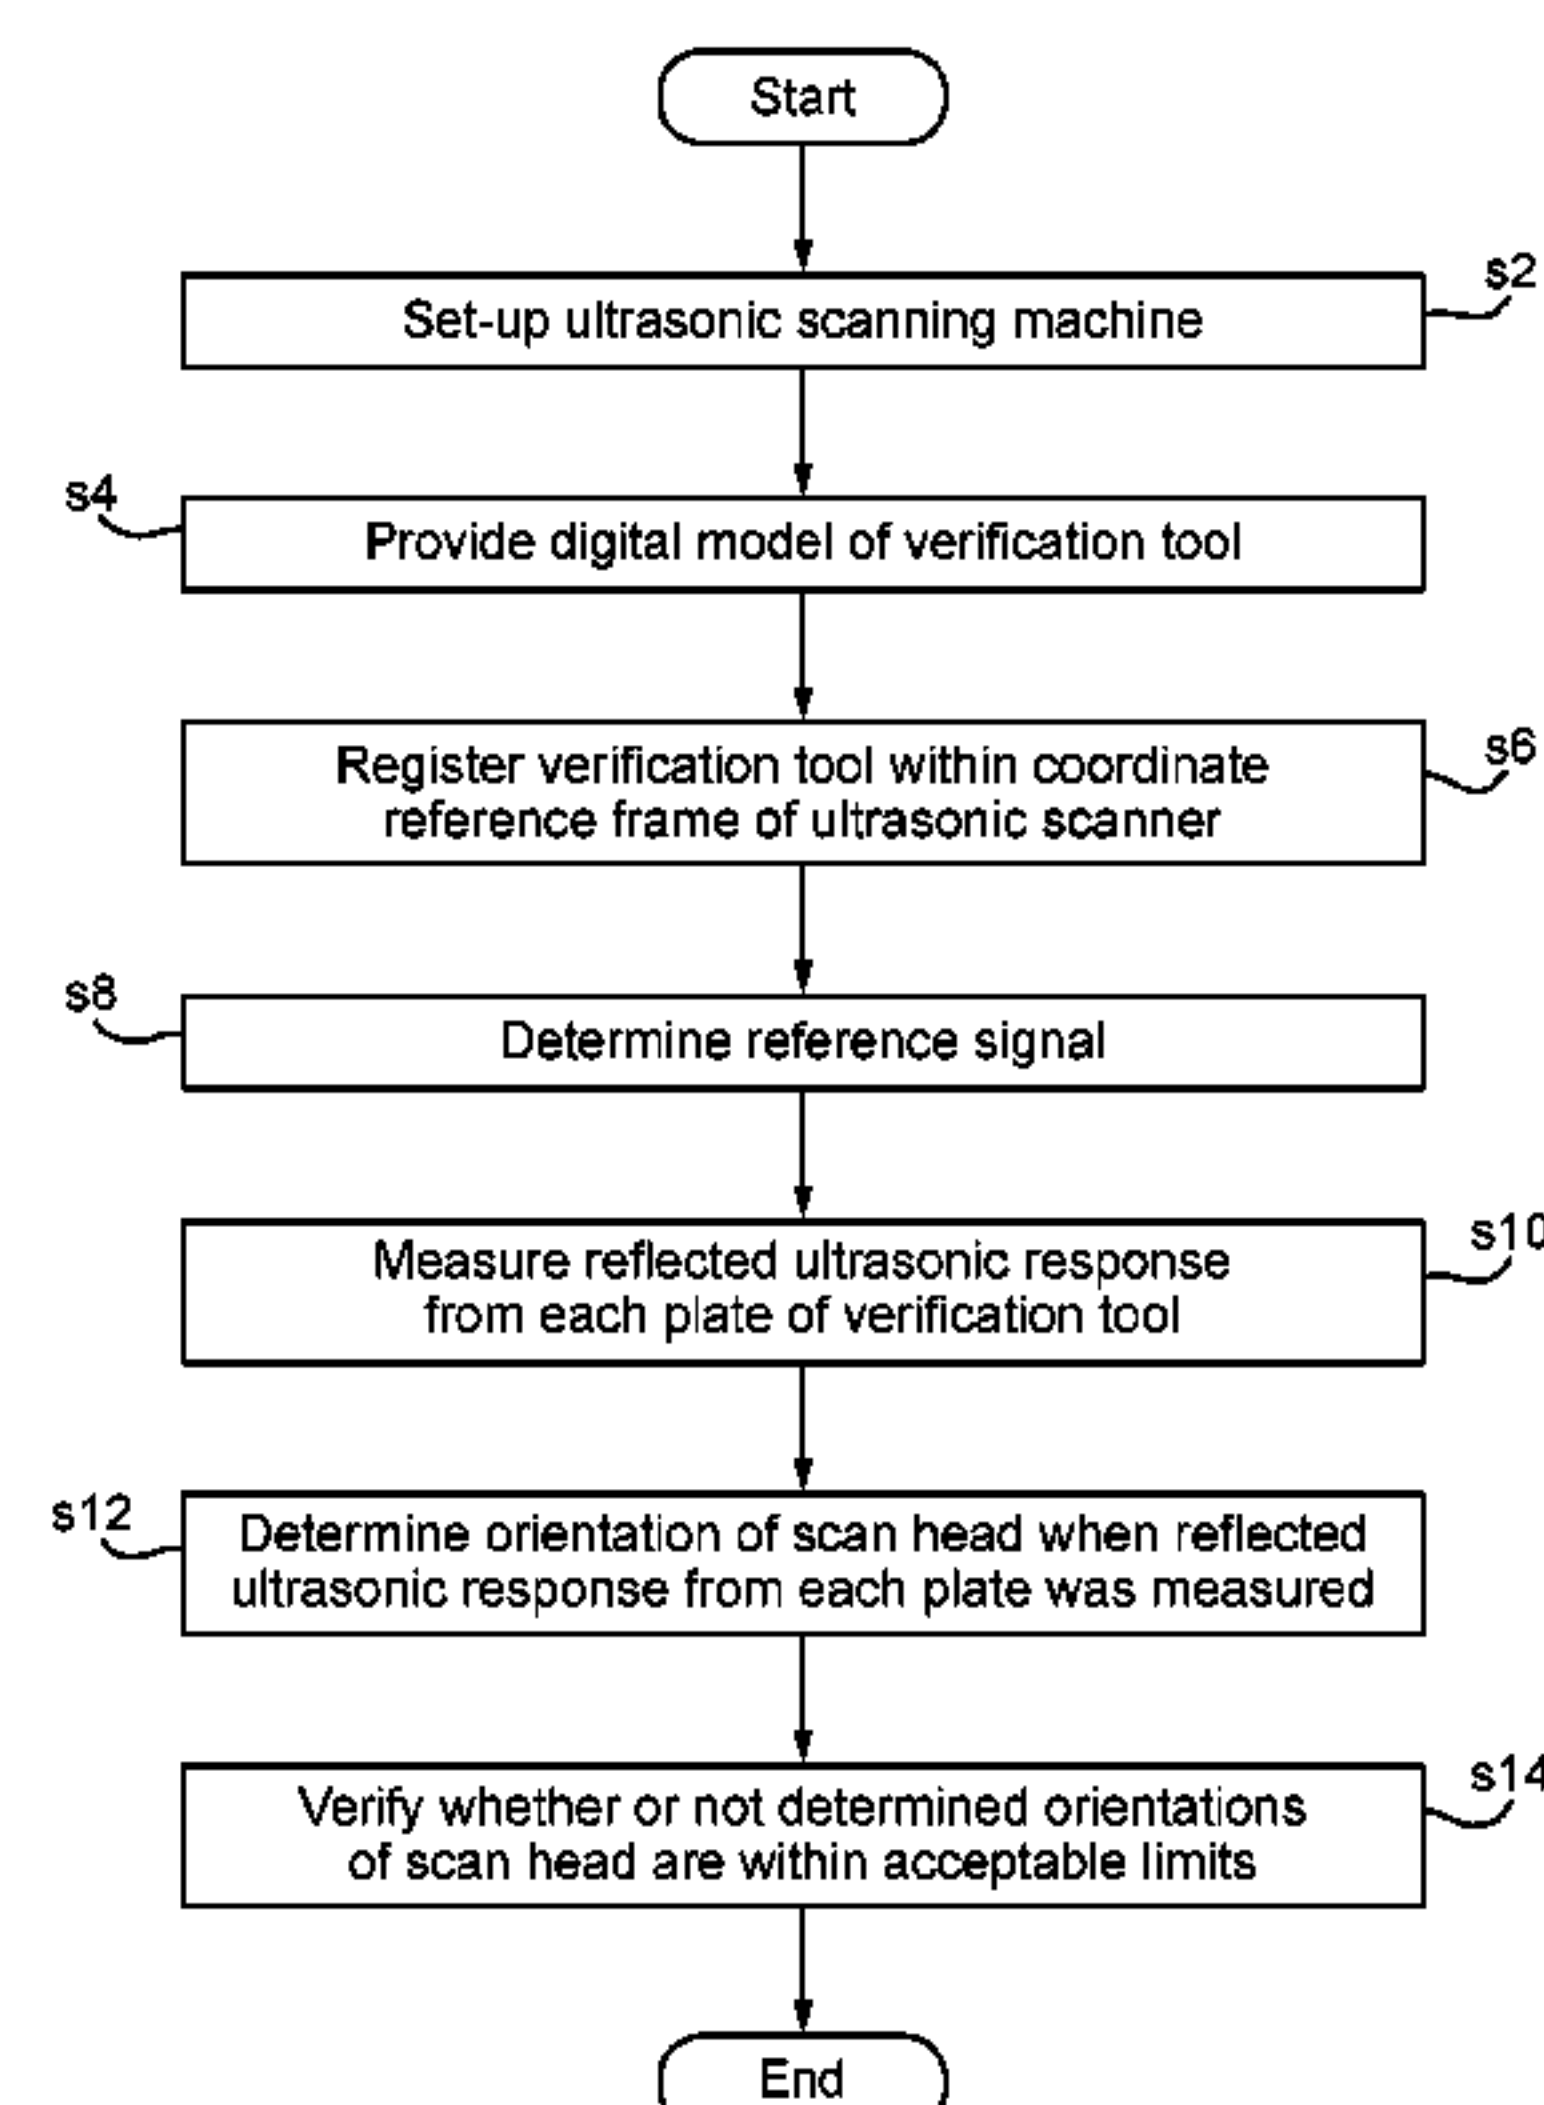 Start
s2
Set-up ultrasonic scanning machine
s4
Provide digital model of verification tool
s6
Register verification tool within coordinate
reference frame of ultrasonic scanner
s8
Determine reference signal
s10
Measure reflected ultrasonic response
from each plate of verification tool
s12
Determine orientation of scan head when reflected
ultrasonic response from each plate was measured
s14
Verify whether or not determined orientations
of scan head are within acceptable limits
End